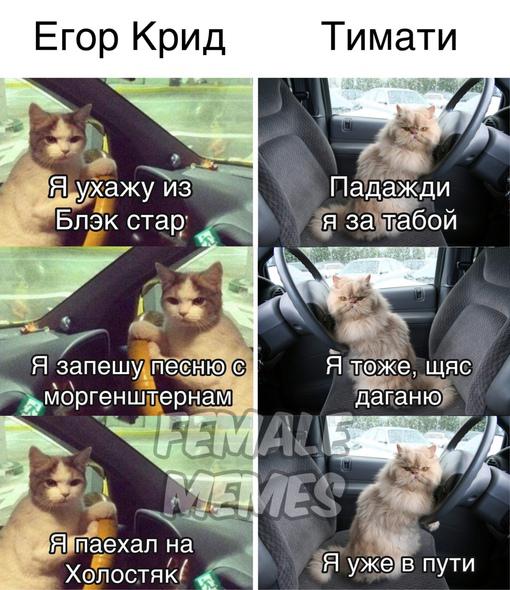 Егор Крид
Тимати
Я ухажу из
Блэк стар
Падажди
я за табой
Я запешу песню с
моргенштернам
Я тоже, щяс
даганю
FEMALE
MEMES
Я паехал на
Холостяк
Я уже в пути